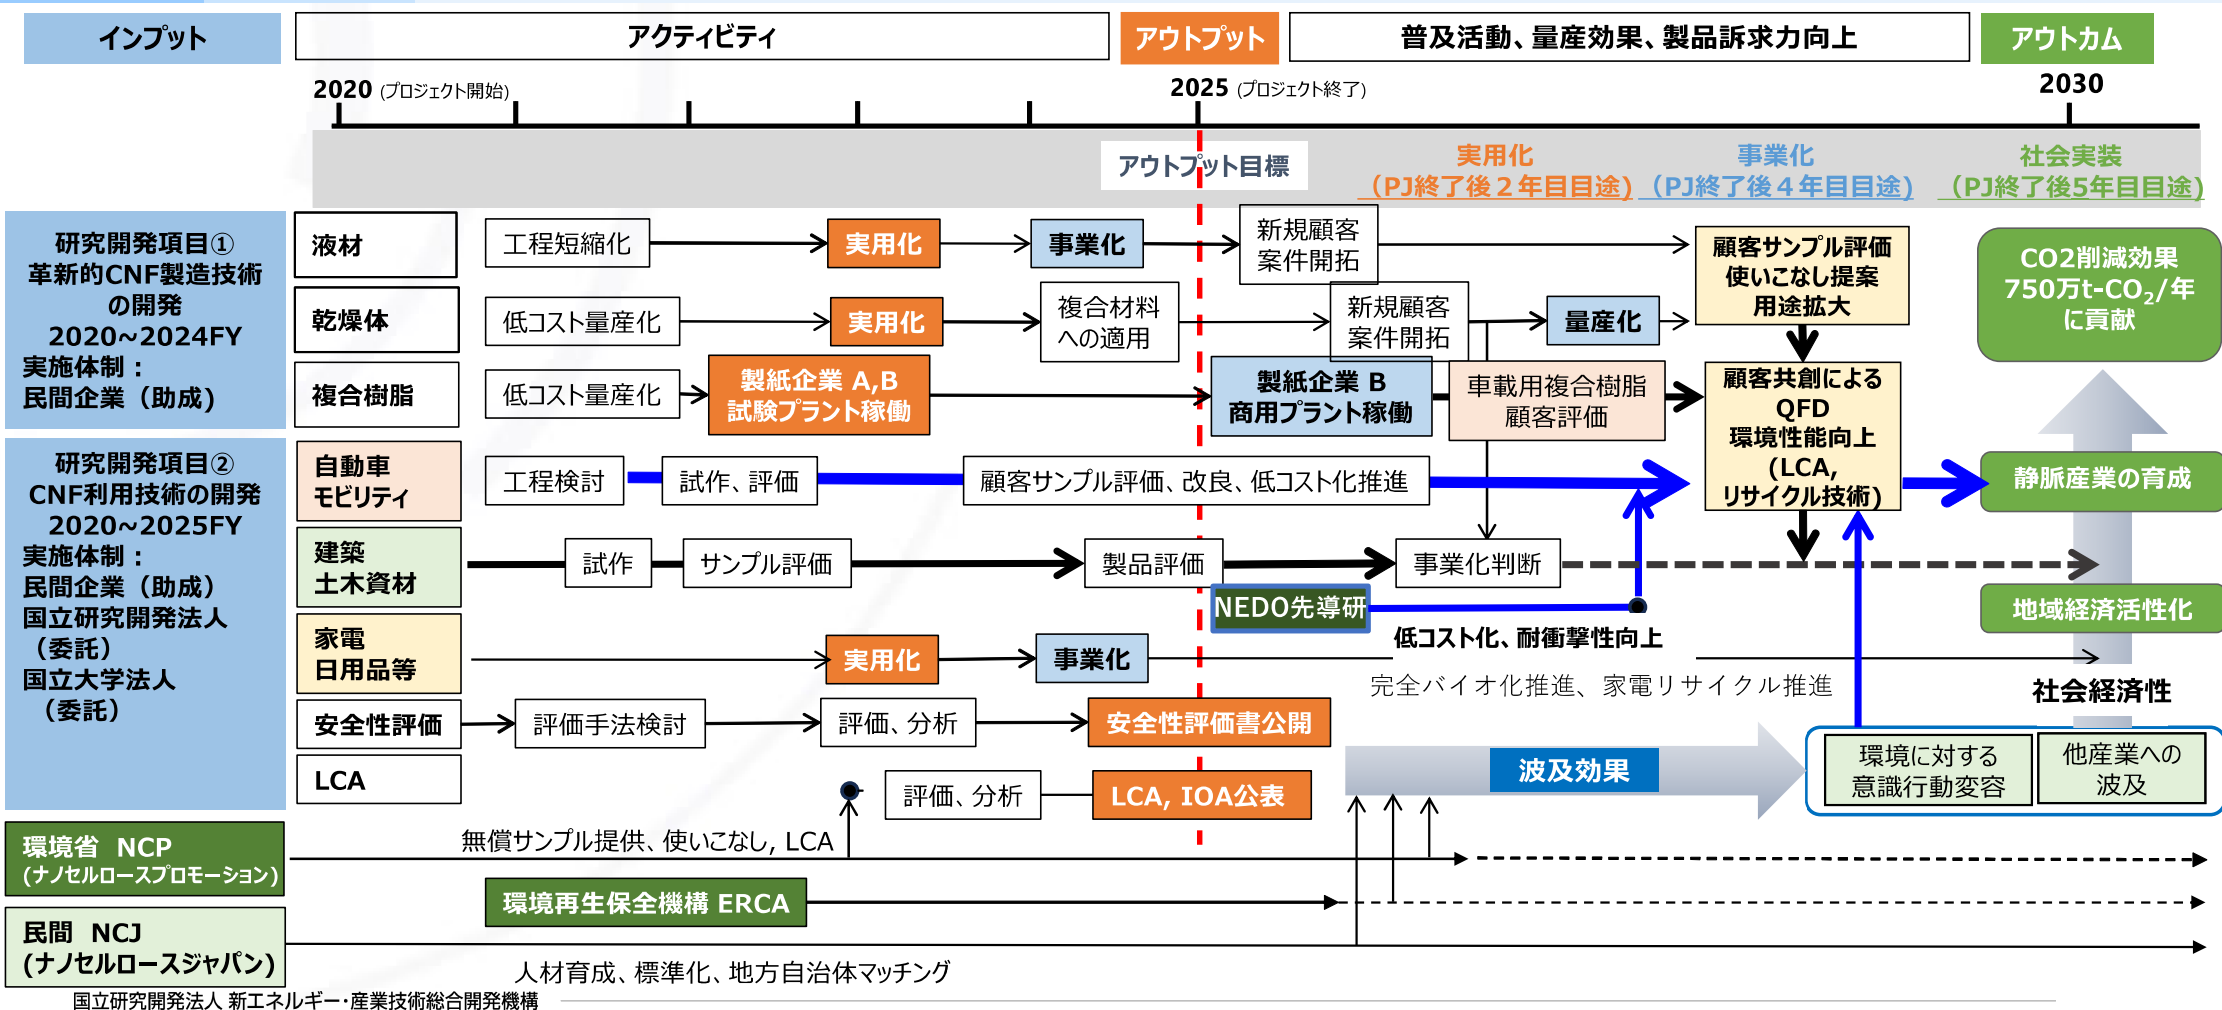 インプット
アクティビティ
アウトプット
普及活動、量産効果、製品訴求力向上
アウトカム
2020 (プロジェクト開始)
2025 (プロジェクト終了)
2030
アウトプット目標
実用化
(PJ終了後２年目目途)
事業化
(PJ終了後４年目目途)
社会実装
(PJ終了後5年目目途)
研究開発項目①
革新的CNF製造技術
の開発
2020~2024FY
実施体制：
民間企業（助成)
液材
工程短縮化
実用化
事業化
新規顧客
案件開拓
顧客サンプル評価
使いこなし提案
用途拡大
CO2削減効果
750万t-CO₂/年
に貢献
乾燥体
低コスト量産化
実用化
複合材料
への適用
新規顧客
案件開拓
量産化
複合樹脂
低コスト量産化
製紙企業 A,B
試験プラント稼働
製紙企業 B
商用プラント稼働
車載用複合樹脂
顧客評価
顧客共創による
QFD
環境性能向上
(LCA,
リサイクル技術)
研究開発項目②
CNF利用技術の開発
2020~2025FY
実施体制：
民間企業（助成）
国立研究開発法人
（委託）
国立大学法人
（委託）
自動車
モビリティ
工程検討
試作、評価
顧客サンプル評価、改良、低コスト化推進
静脈産業の育成
建築
土木資材
試作
サンプル評価
製品評価
事業化判断
NEDO先導研
低コスト化、耐衝撃性向上
地域経済活性化
家電
日用品等
実用化
事業化
完全バイオ化推進、家電リサイクル推進
社会経済性
安全性評価
評価手法検討
評価、分析
安全性評価書公開
波及効果
環境に対する
意識行動変容
他産業への
波及
LCA
評価、分析
LCA, IOA公表
環境省 NCP
(ナノセルロースプロモーション)
無償サンプル提供、使いこなし, LCA
環境再生保全機構 ERCA
民間 NCJ
(ナノセルロースジャパン)
人材育成、標準化、地方自治体マッチング
国立研究開発法人 新エネルギー・産業技術総合開発機構